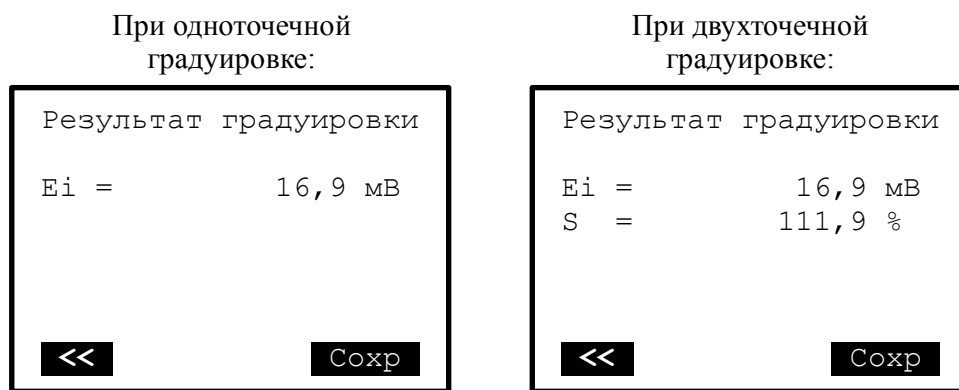 При одноточечной
градуировке:
Результат градуировки
Ei = 16,9 мВ
<< Сохр
При двухточечной
градуировке:
Результат градуировки
Ei = 16,9 мВ
S = 111,9 %
<< Сохр